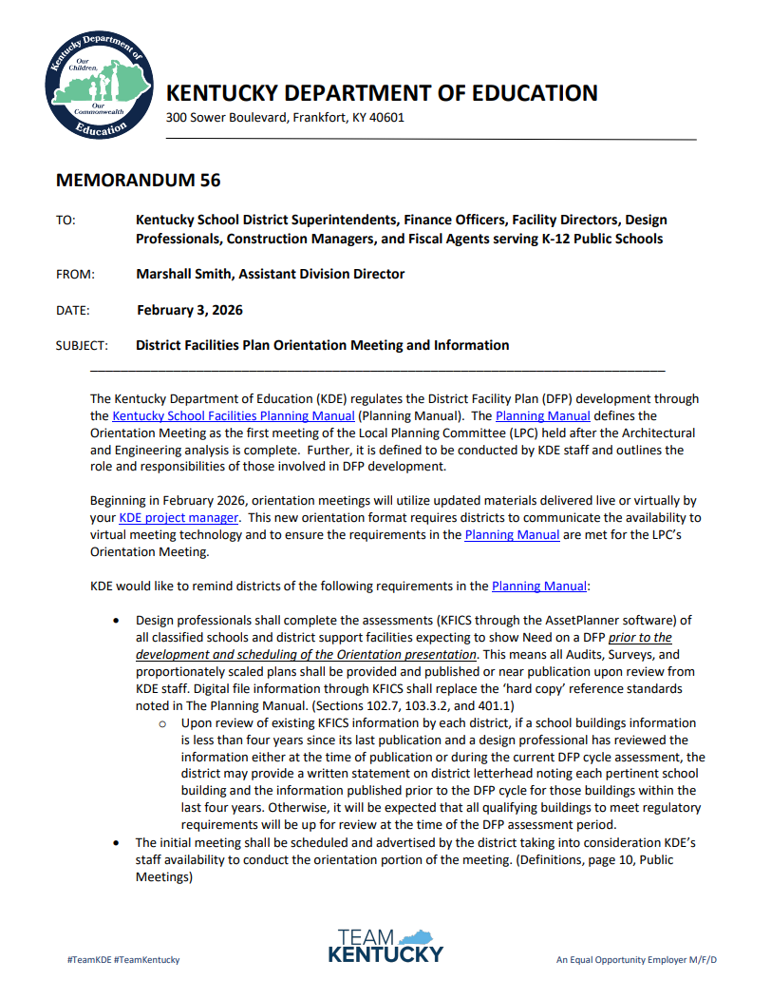 Kentucky Department of
Our
Children,
Our
Commonwealth
Education
KENTUCKY DEPARTMENT OF EDUCATION
300 Sower Boulevard, Frankfort, KY 40601
MEMORANDUM 56
TO: Kentucky School District Superintendents, Finance Officers, Facility Directors, Design
Professionals, Construction Managers, and Fiscal Agents serving K-12 Public Schools
FROM: Marshall Smith, Assistant Division Director
DATE: February 3, 2026
SUBJECT: District Facilities Plan Orientation Meeting and Information
The Kentucky Department of Education (KDE) regulates the District Facility Plan (DFP) development through
the Kentucky School Facilities Planning Manual (Planning Manual). The Planning Manual defines the
Orientation Meeting as the first meeting of the Local Planning Committee (LPC) held after the Architectural
and Engineering analysis is complete. Further, it is defined to be conducted by KDE staff and outlines the
role and responsibilities of those involved in DFP development.
Beginning in February 2026, orientation meetings will utilize updated materials delivered live or virtually by
your KDE project manager. This new orientation format requires districts to communicate the availability to
virtual meeting technology and to ensure the requirements in the Planning Manual are met for the LPC's
Orientation Meeting.
KDE would like to remind districts of the following requirements in the Planning Manual:
• Design professionals shall complete the assessments (KFICS through the AssetPlanner software) of
all classified schools and district support facilities expecting to show Need on a DFP prior to the
development and scheduling of the Orientation presentation. This means all Audits, Surveys, and
proportionately scaled plans shall be provided and published or near publication upon review from
KDE staff. Digital file information through KFICS shall replace the 'hard copy' reference standards
noted in The Planning Manual. (Sections 102.7, 103.3.2, and 401.1)
o Upon review of existing KFICS information by each district, if a school buildings information
is less than four years since its last publication and a design professional has reviewed the
information either at the time of publication or during the current DFP cycle assessment, the
district may provide a written statement on district letterhead noting each pertinent school
building and the information published prior to the DFP cycle for those buildings within the
last four years. Otherwise, it will be expected that all qualifying buildings to meet regulatory
requirements will be up for review at the time of the DFP assessment period.
• The initial meeting shall be scheduled and advertised by the district taking into consideration KDE's
staff availability to conduct the orientation portion of the meeting. (Definitions, page 10, Public
Meetings)
#TeamKDE #TeamKentucky
TEAM
KENTUCKY
An Equal Opportunity Employer M/F/D